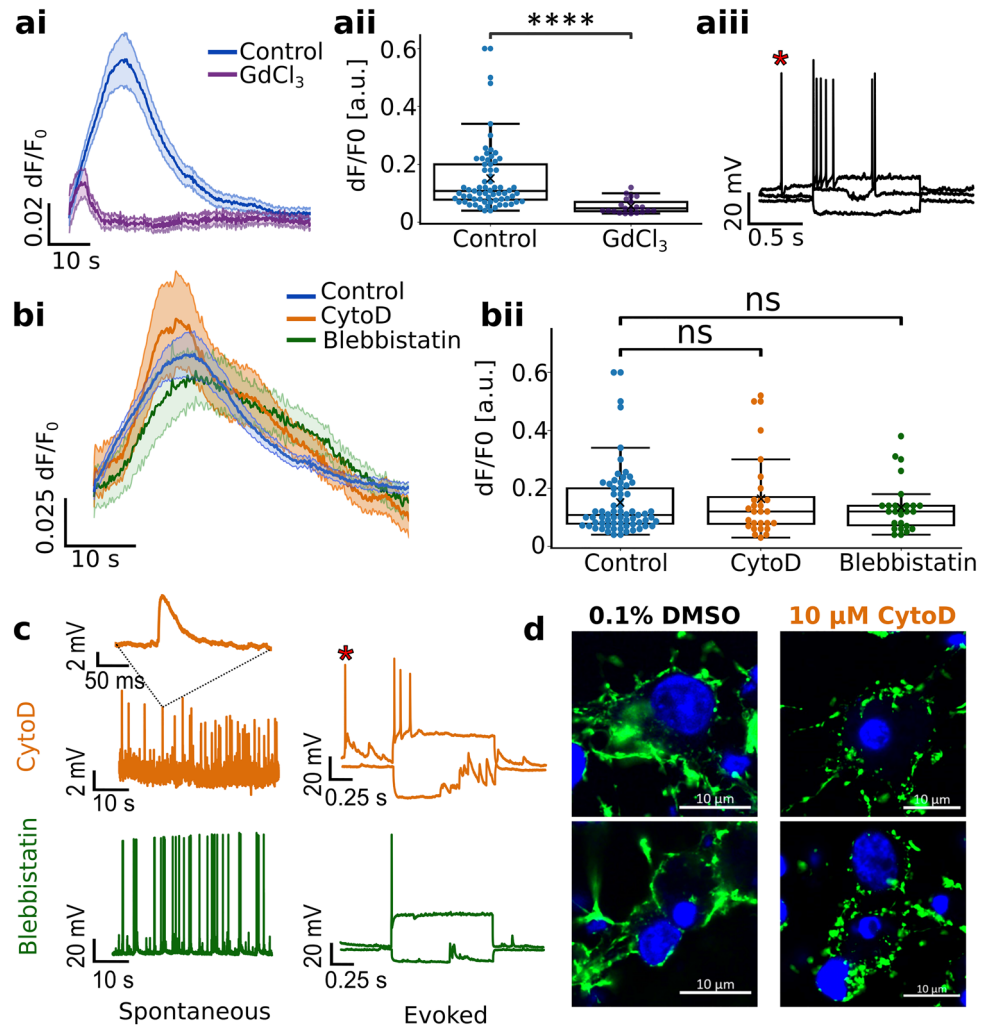 ai
Control
GdCl₃
0.02 dF/F₀
10 s
aii
****
dF/F0 [a.u.]
0.6
0.4
0.2
0
Control
GdCl₃
aiii
*
20 mV
0.5 s
bi
Control
CytoD
Blebbistatin
0.025 dF/F₀
10 s
bii
ns
ns
dF/F0 [a.u.]
0.6
0.4
0.2
0
Control
CytoD
Blebbistatin
c
CytoD
2 mV
50 ms
2 mV
10 s
*
20 mV
0.25 s
Blebbistatin
20 mV
10 s
20 mV
0.25 s
Spontaneous
Evoked
d
0.1% DMSO
10 µM CytoD
10 µm
10 µm
10 µm
10 µm